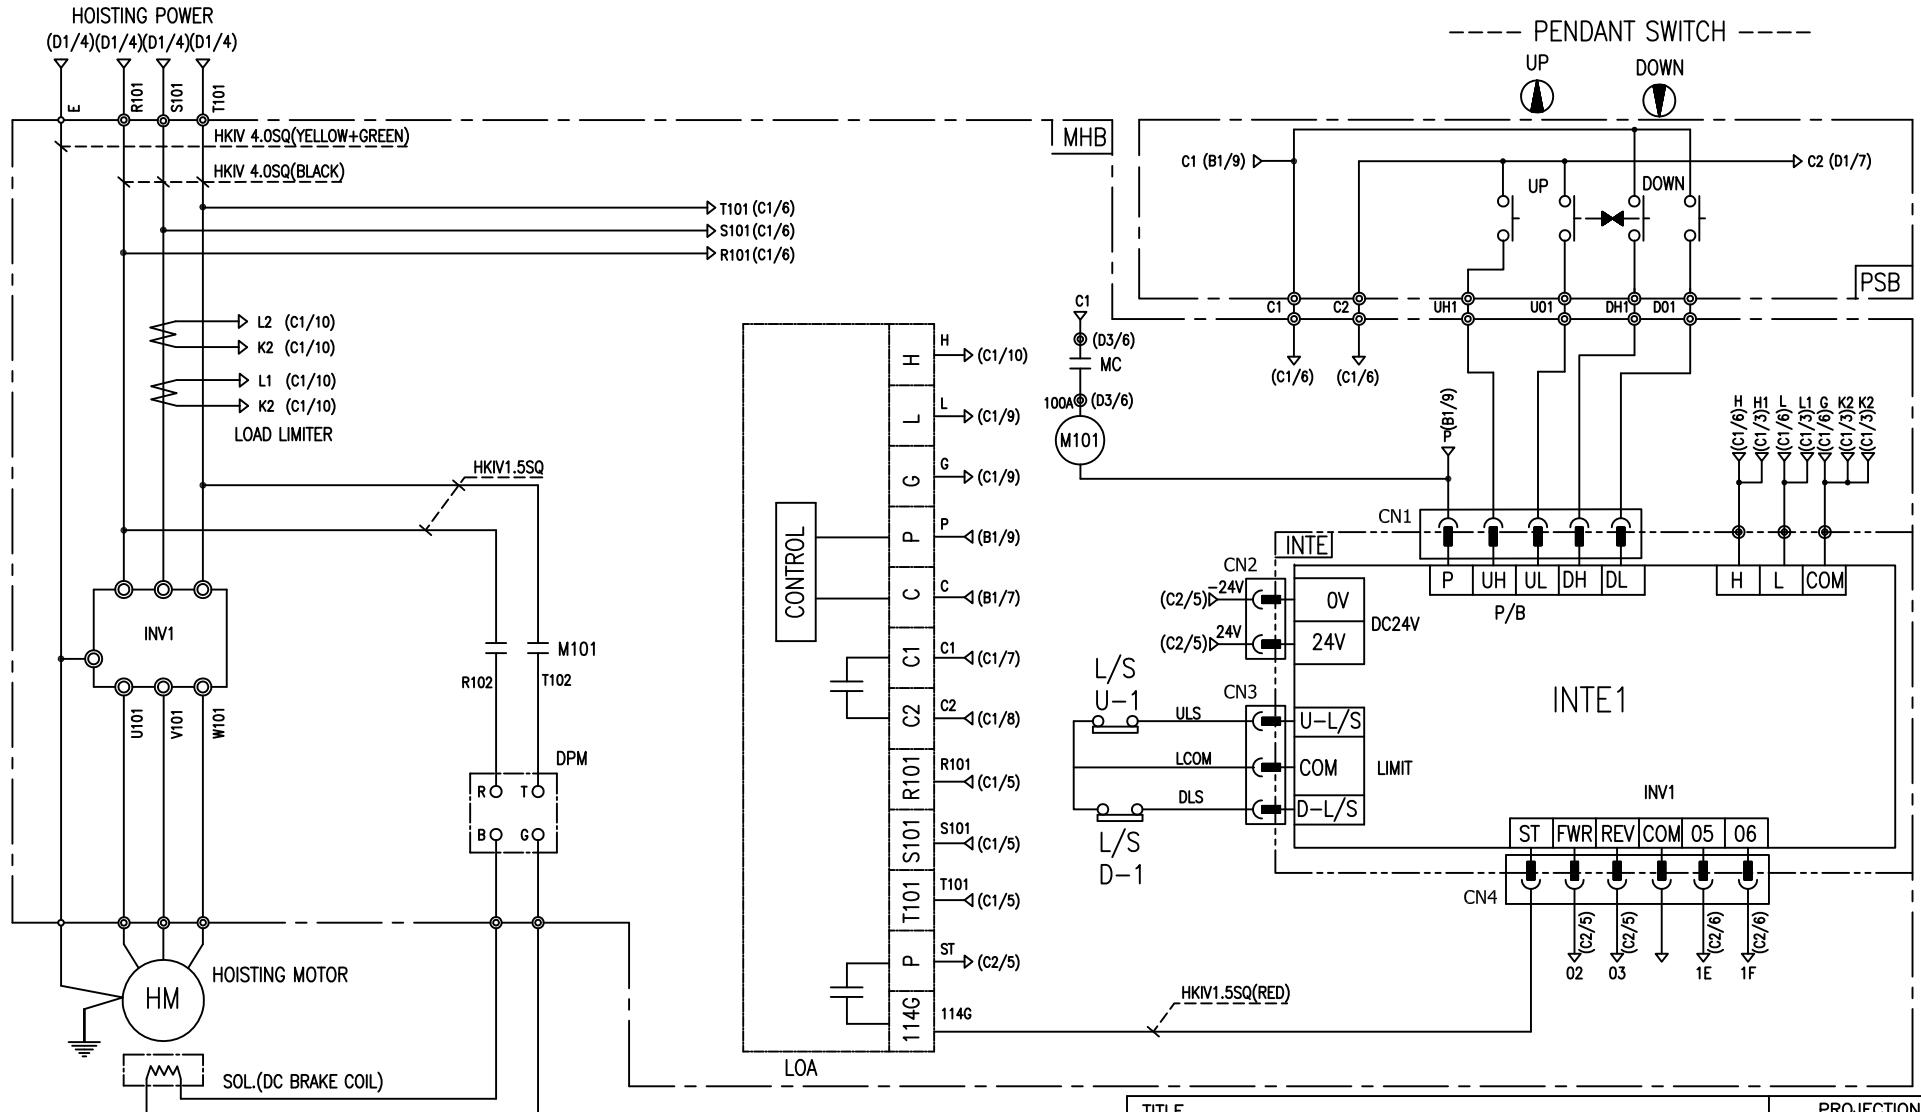 HOISTING POWER
(D1/4)(D1/4)(D1/4)(D1/4)
E
R101
S101
T101
HKIV 4.0SQ(YELLOW+GREEN)
HKIV 4.0SQ(BLACK)
MHB
T101 (C1/6)
S101 (C1/6)
R101 (C1/6)
L2 (C1/10)
K2 (C1/10)
L1 (C1/10)
K2 (C1/10)
LOAD LIMITER
HKIV1.5SQ
INV1
U101
V101
W101
M101
R102
T102
DPM
R
T
B
G
HOISTING MOTOR
HM
SOL.(DC BRAKE COIL)
CONTROL
LOA
H
H
(C1/10)
L
L
(C1/9)
G
G
(C1/9)
P
P
(B1/9)
C
C
(B1/7)
C1
C1
(C1/7)
C2
C2
(C1/8)
R101
R101
(C1/5)
S101
S101
(C1/5)
T101
T101
(C1/5)
P
ST
(C2/5)
114G
114G
HKIV1.5SQ(RED)
---- PENDANT SWITCH ----
UP
DOWN
C1 (B1/9)
C2 (D1/7)
UP
DOWN
PSB
C1
C2
UH1
U01
DH1
D01
(C1/6)
(C1/6)
C1
(D3/6)
MC
100A
(D3/6)
M101
P
(B1/9)
H
(C1/6)
H1
(C1/3)
L
(C1/6)
L1
(C1/3)
G
(C1/6)
K2
(C1/3)
K2
(C1/3)
CN1
INTE
P
UH
UL
DH
DL
P/B
H
L
COM
CN2
-24V
(C2/5)
24V
(C2/5)
0V
24V
DC24V
INTE1
L/S
U-1
CN3
ULS
LCOM
DLS
U-L/S
COM
D-L/S
LIMIT
L/S
D-1
INV1
ST
FWR
REV
COM
05
06
CN4
(C2/5)
(C2/5)
(C2/6)
(C2/6)
02
03
1E
1F
TITLE
PROJECTION